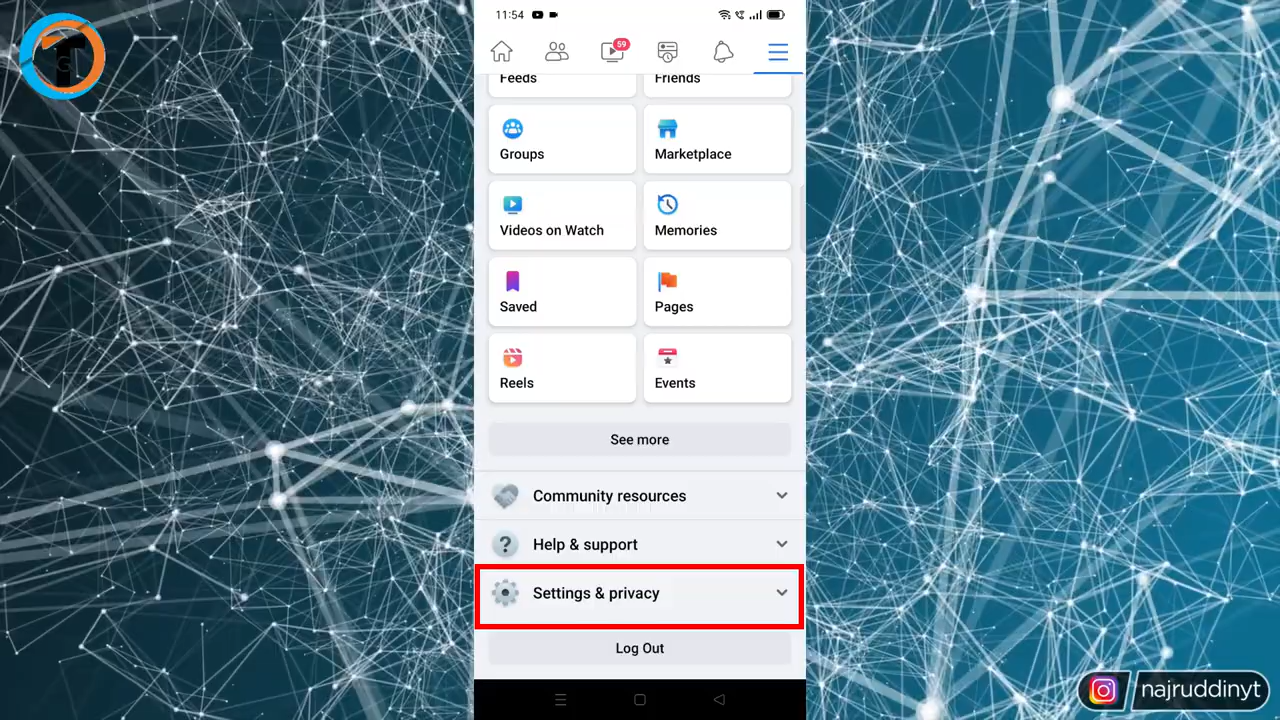 11:54
59
Feeds
Friends
Groups
Marketplace
Videos on Watch
Memories
Saved
Pages
Reels
Events
See more
Community resources
Help & support
Settings & privacy
Log Out
najruddinyt